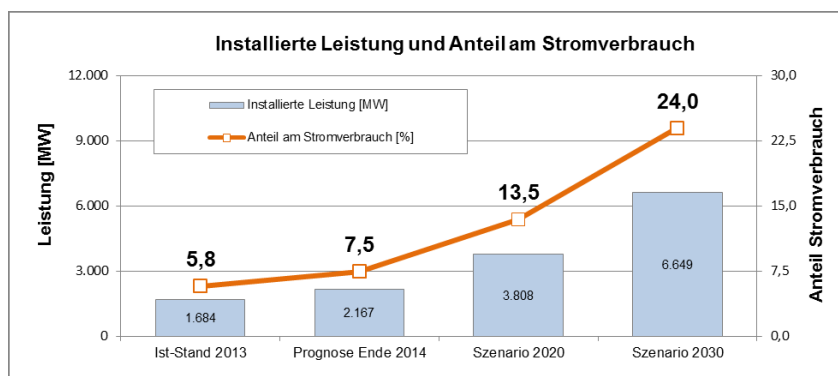 Installierte Leistung und Anteil am Stromverbrauch
Leistung [MW]
12.000
9.000
6.000
3.000
0
Installierte Leistung [MW]
Anteil am Stromverbrauch [%]
5,8
7,5
13,5
24,0
1.684
2.167
3.808
6.649
30,0
22,5
15,0
7,5
0,0
Anteil Stromverbrauch
Ist-Stand 2013
Prognose Ende 2014
Szenario 2020
Szenario 2030